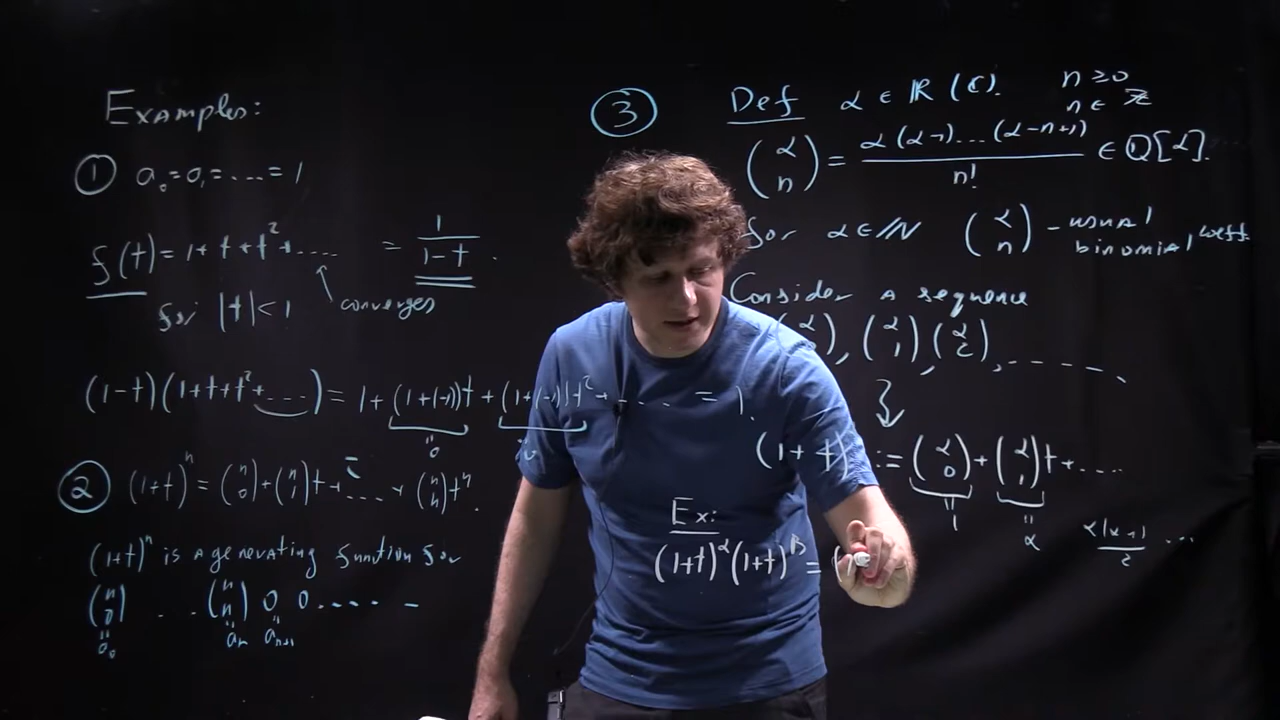 Examples:
① a₀ = a₁ = .... = 1
f(t) = 1 + t + t² + .... = 1/(1-t).
for |t| < 1 converges
(1-t)(1+t+t²+....) = 1 + (1+(-1))t + (1+(-1))t² + .... = 1.
"0
② (1+t)ⁿ = (n 0) + (n 1)t + .... + (n n)tⁿ.
(1+t)ⁿ is a generating function for
(n 0) ... (n n) 0 0 .....
"a₀ "aₙ "aₙ₊₁
③ Def α ∈ ℝ (ℂ). n ≥ 0
n ∈ ℤ
(α n) = α(α-1)...(α-n+1)/n! ∈ ℚ[α].
for α ∈ ℕ (α n) - usual
binomial coeff
Consider a sequence
, (α 1) (α 2), ....
⇓
(1+t) := (α 0) + (α 1)t + ....
"1 "α α(α-1)/2 ...
Ex:
(1+t)^α (1+t)^β = (1